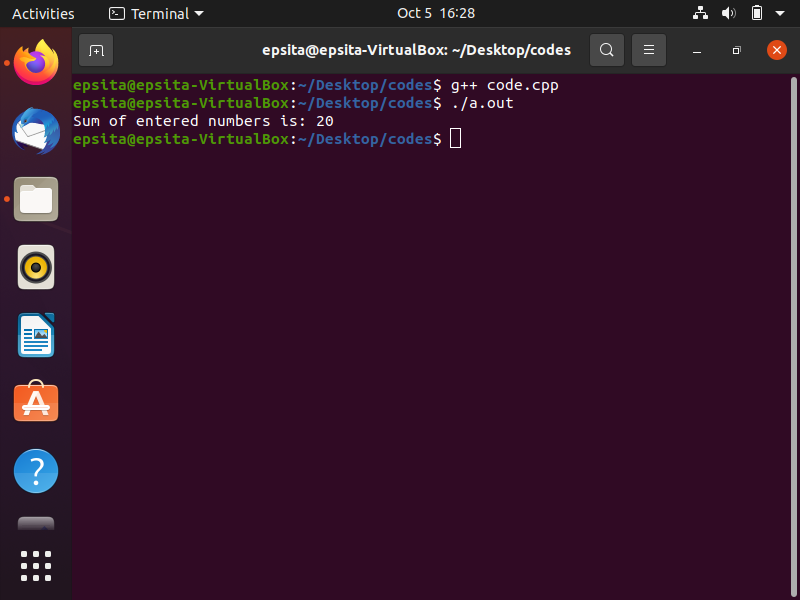 Activities
Terminal
Oct 5 16:28
epsita@epsita-VirtualBox: ~/Desktop/codes
epsita@epsita-VirtualBox:~/Desktop/codes$ g++ code.cpp
epsita@epsita-VirtualBox:~/Desktop/codes$ ./a.out
Sum of entered numbers is: 20
epsita@epsita-VirtualBox:~/Desktop/codes$